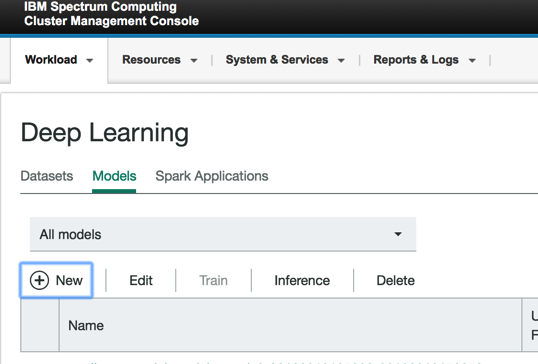 IBM Spectrum Computing
Cluster Management Console
Workload Resources System & Services Reports & Logs
Deep Learning
Datasets Models Spark Applications
All models
New Edit Train Inference Delete
Name